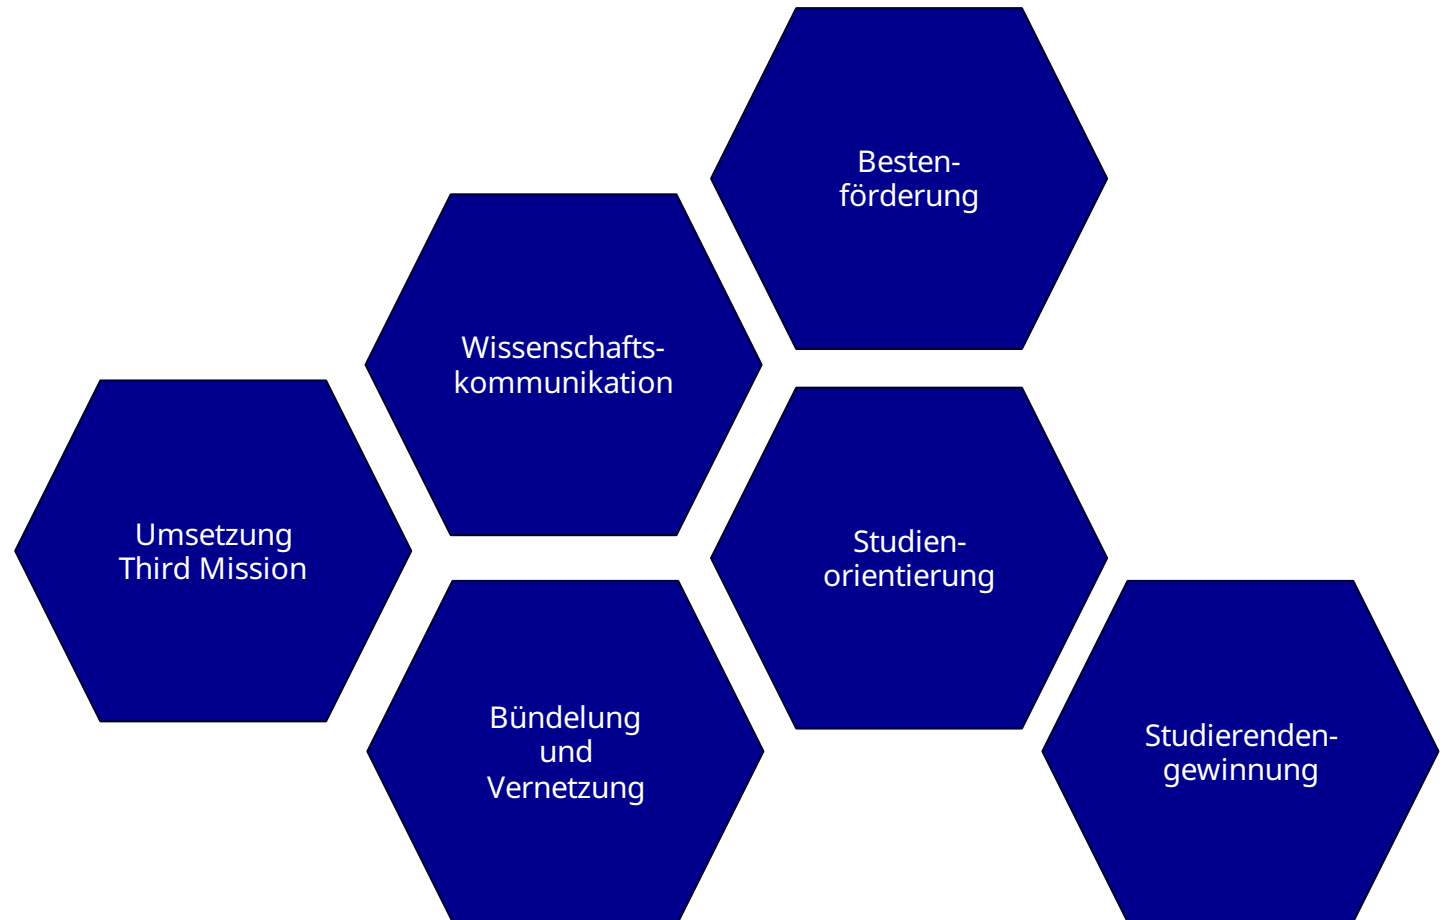 Besten-
förderung
Wissenschafts-
kommunikation
Umsetzung
Third Mission
Studien-
orientierung
Bündelung
und
Vernetzung
Studierenden-
gewinnung